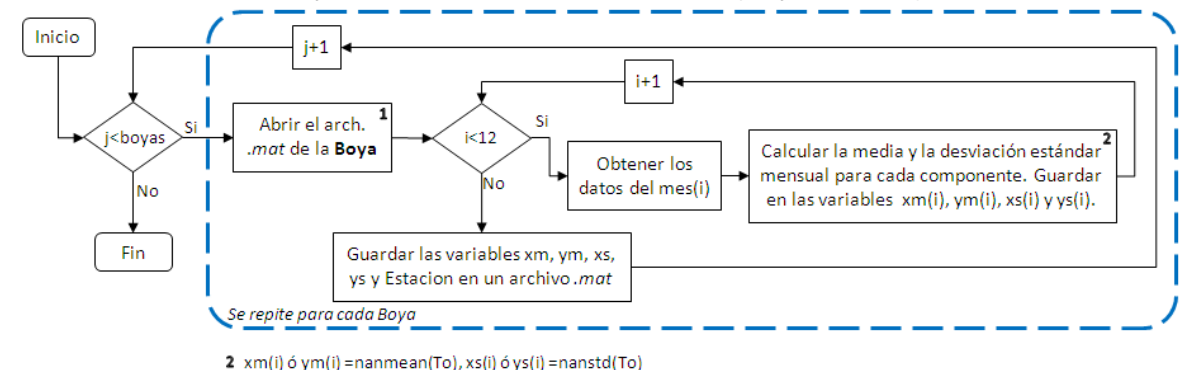 Inicio
j+1
i+1
j<boyas
Si
1
Abrir el arch.
.mat de la Boya
i<12
Si
No
No
Obtener los
datos del mes(i)
2
Calcular la media y la desviación estándar
mensual para cada componente. Guardar
en las variables xm(i), ym(i), xs(i) y ys(i).
Fin
Guardar las variables xm, ym, xs,
ys y Estacion en un archivo .mat
Se repite para cada Boya
2 xm(i) ó ym(i) =nanmean(To), xs(i) ó ys(i) =nanstd(To)